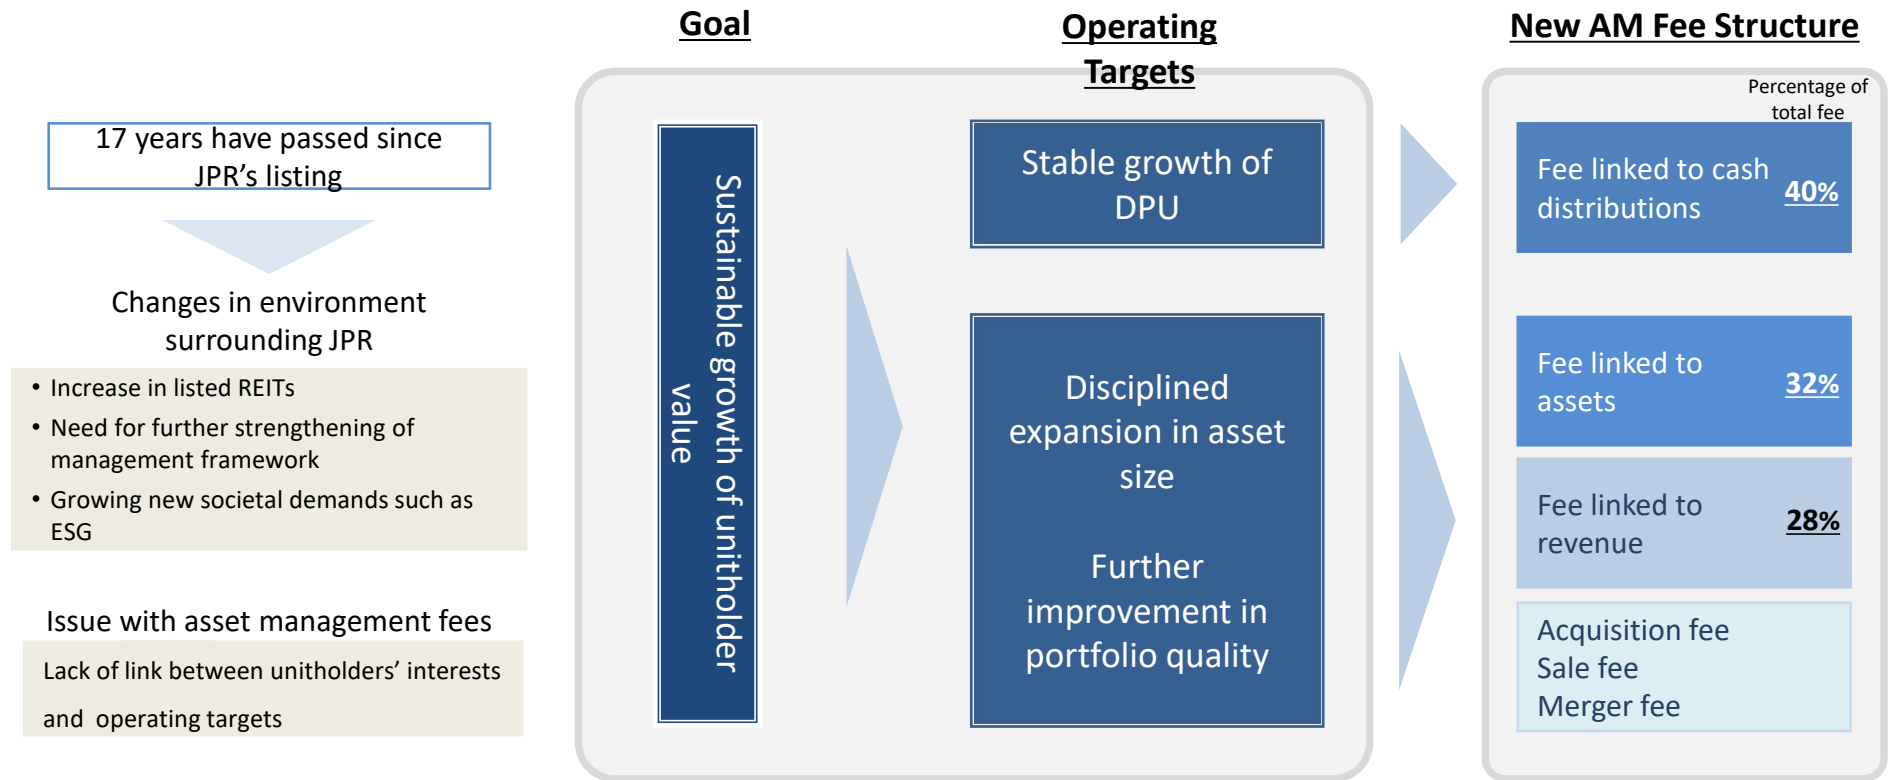 Goal
Operating
Targets
New AM Fee Structure
17 years have passed since
JPR’s listing
Changes in environment
surrounding JPR
• Increase in listed REITs
• Need for further strengthening of
management framework
• Growing new societal demands such as
ESG
Issue with asset management fees
Lack of link between unitholders’ interests
and operating targets
Sustainable growth of unitholder
value
Stable growth of
DPU
Disciplined
expansion in asset
size
Further
improvement in
portfolio quality
Percentage of
total fee
Fee linked to cash
distributions
40%
Fee linked to
assets
32%
Fee linked to
revenue
28%
Acquisition fee
Sale fee
Merger fee